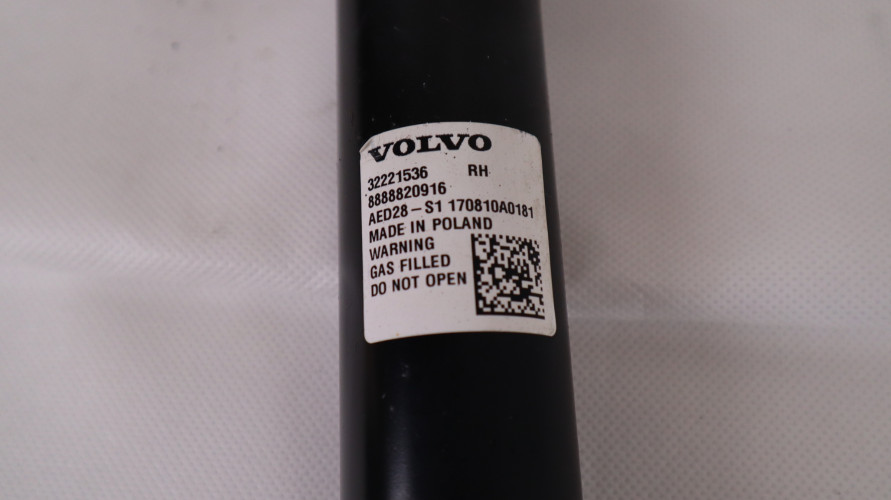 VOLVO
32221536 RH
8888820916
AED28-S1 170810A0181
MADE IN POLAND
WARNING
GAS FILLED
DO NOT OPEN